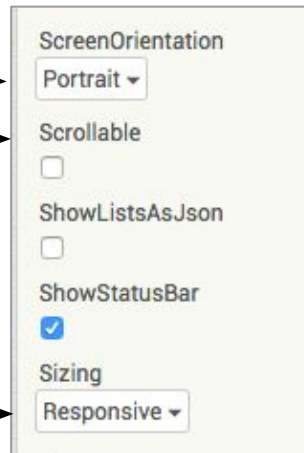 ScreenOrientation
Portrait
Scrollable
ShowListsAsJson
ShowStatusBar
Sizing
Responsive